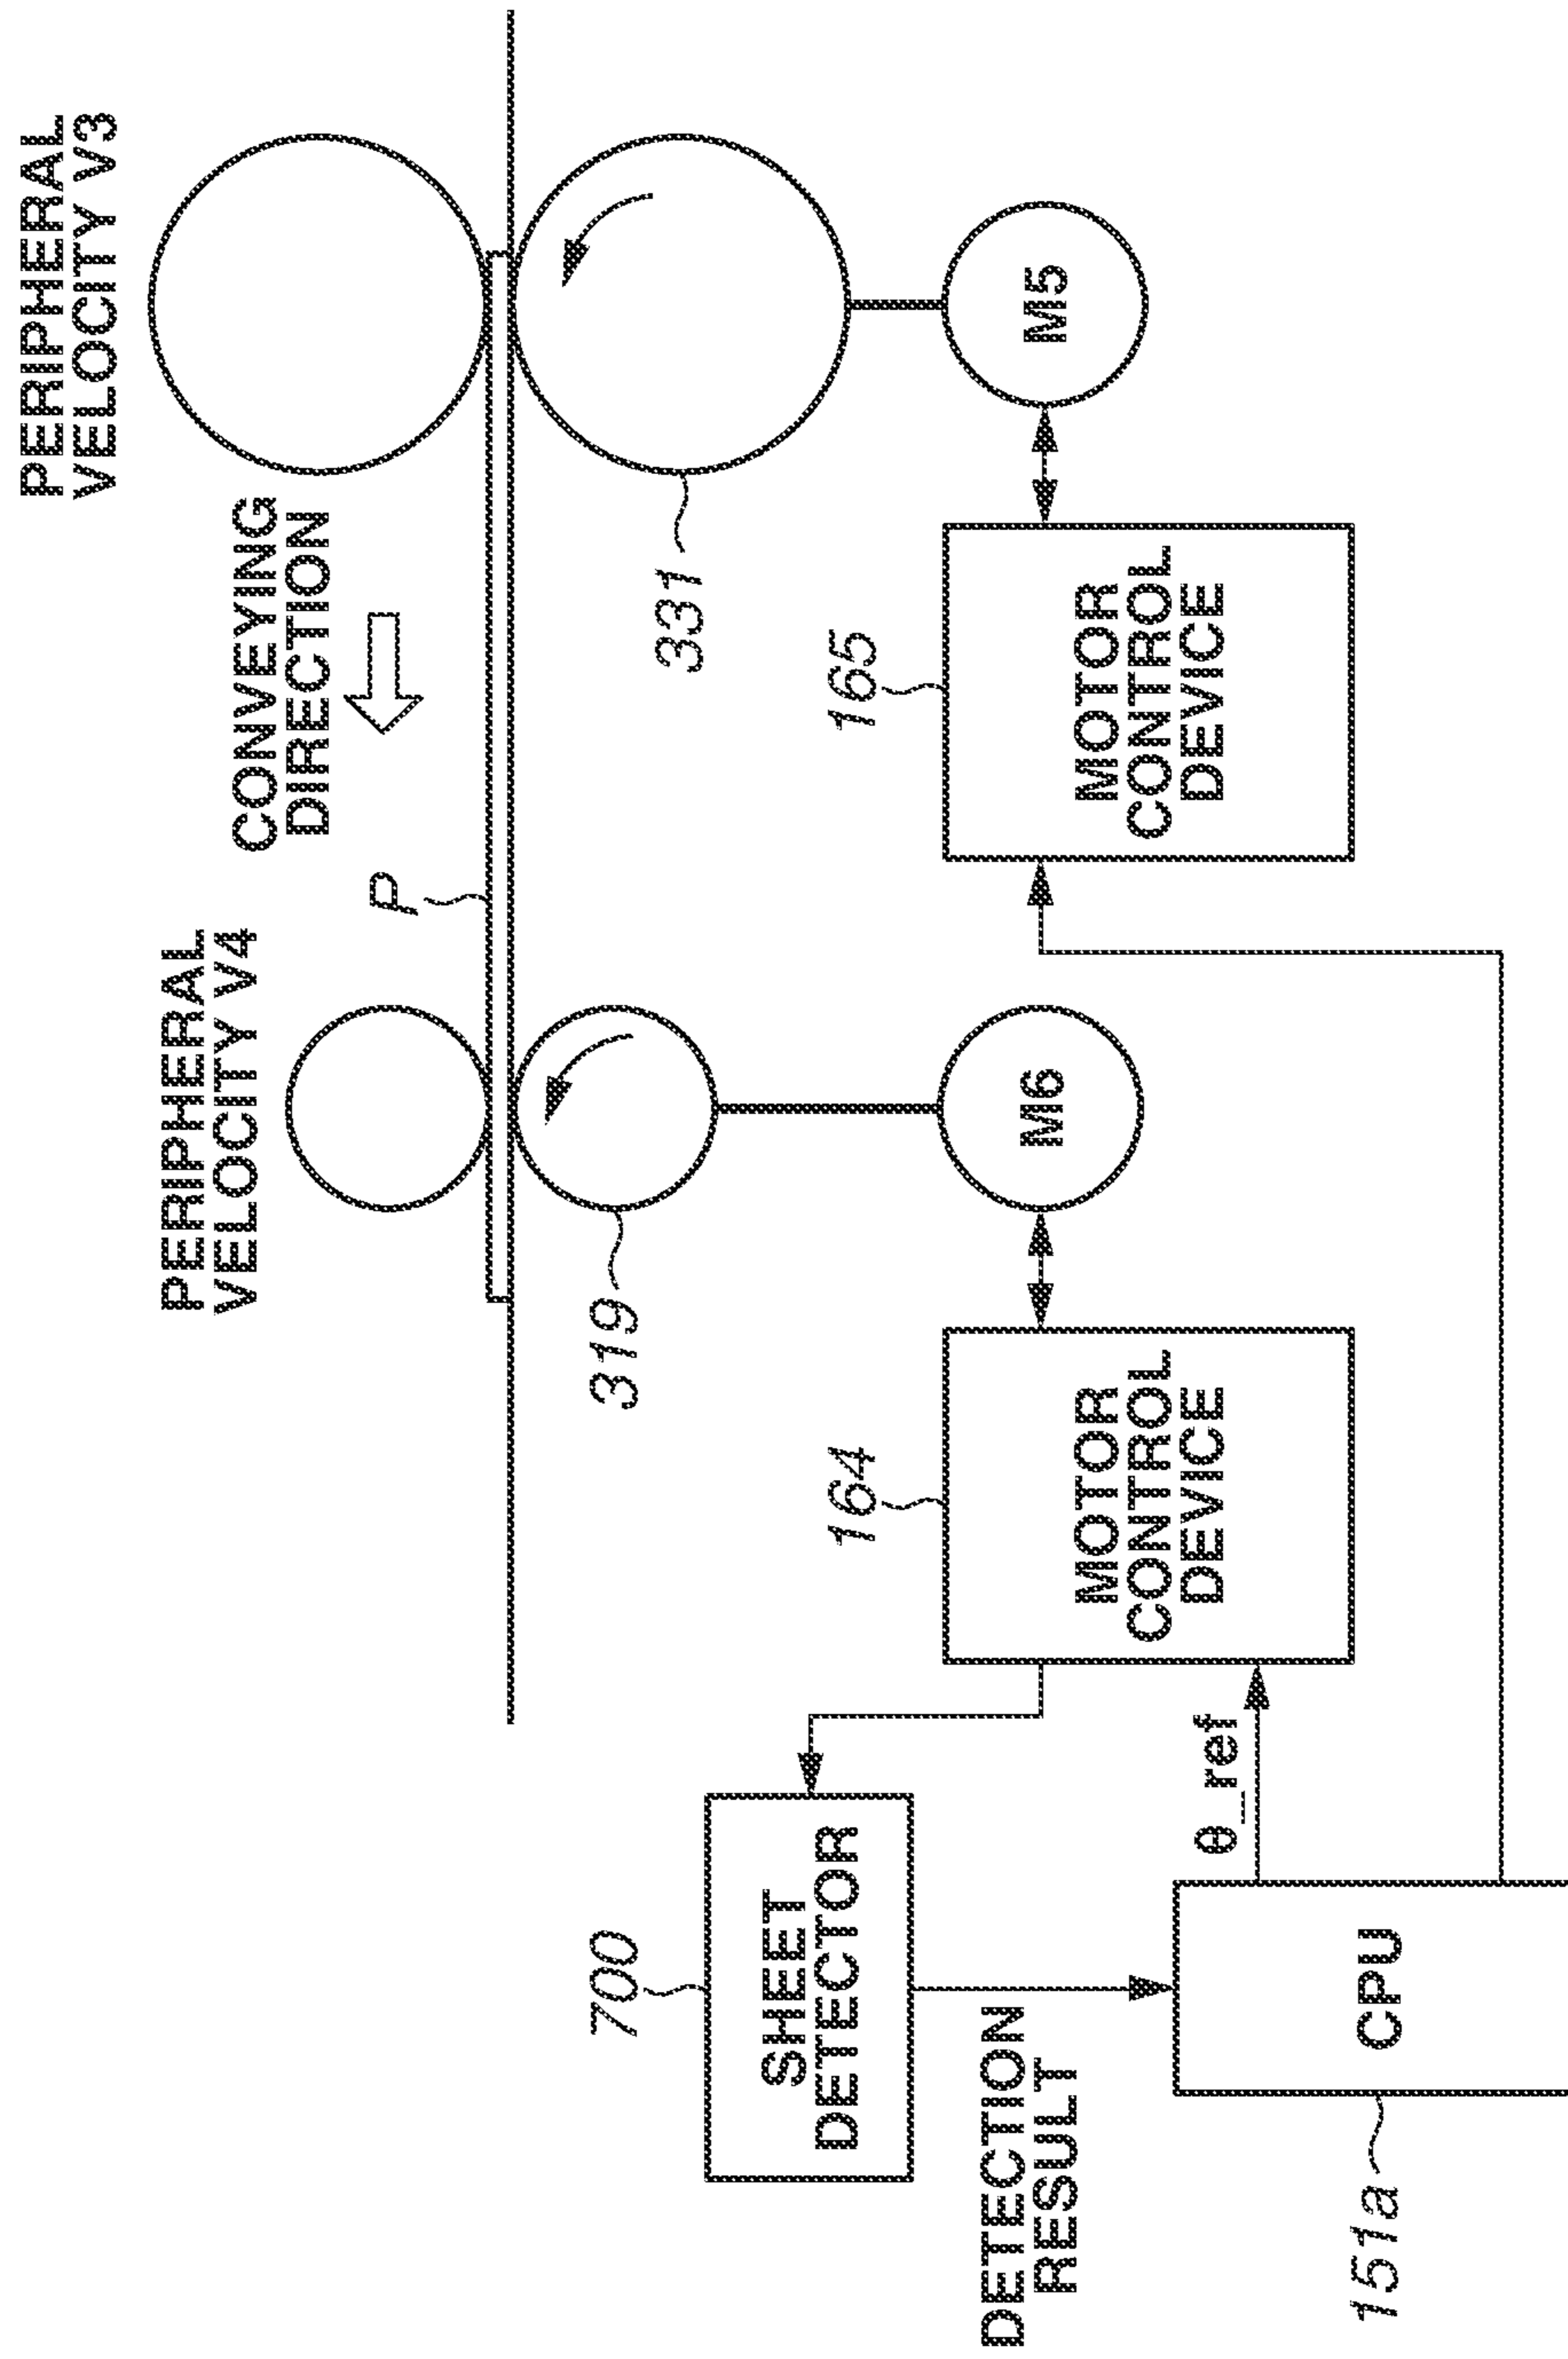 PERIPHERAL
VELOCITY V3
CONVEYING
DIRECTION
PERIPHERAL
VELOCITY V4
P
331
319
M5
M6
165
MOTOR
CONTROL
DEVICE
164
MOTOR
CONTROL
DEVICE
700
SHEET
DETECTOR
θ_ref
DETECTION
RESULT
CPU
151a